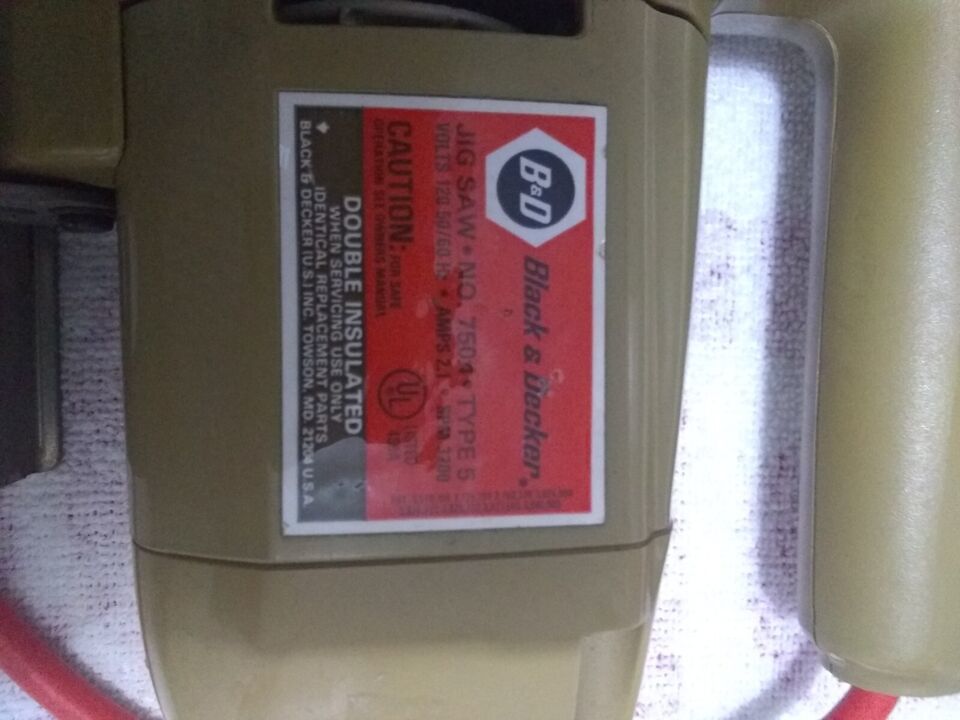 B&D
Black & Decker®
JIG SAW • NO. 7504 • TYPE 5
VOLTS 120 50/60 Hz • AMPS 2.1 •
CAUTION: FOR SAFE
OPERATION SEE OWNERS MANUAL
UL LISTED
DOUBLE INSULATED
WHEN SERVICING USE ONLY
IDENTICAL REPLACEMENT PARTS
BLACK & DECKER (U.S.) INC. TOWSON, MD. 21204 U S A